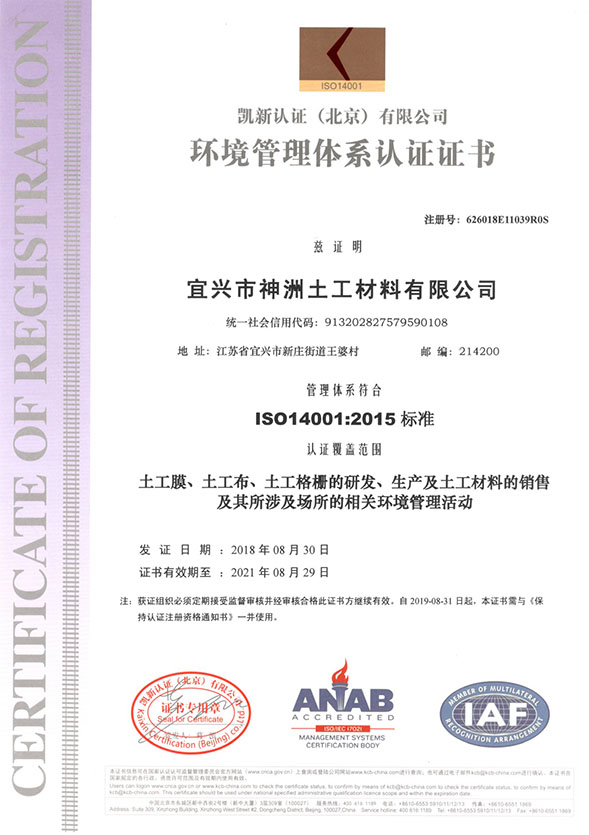 CERTIFICATE OF REGISTRATION
ISO14001
凯新认证（北京）有限公司
环境管理体系认证证书
注册号：626018E11039R0S
兹证明
宜兴市神洲土工材料有限公司
统一社会信用代码：913202827579590108
地 址：江苏省宜兴市新庄街道王婆村 邮 编：214200
管理体系符合
ISO14001:2015 标准
认证覆盖范围
土工膜、土工布、土工格栅的研发、生产及土工材料的销售
及其所涉及场所的相关环境管理活动
发 证 日 期 ：2018 年 08 月 30 日
证书有效期至 ：2021 年 08 月 29 日
注：获证组织必须定期接受监督审核并经审核合格此证书方继续有效。自 2019-08-31 日起，本证书需与《保
持认证注册资格通知书》一并使用。
凯新认证（北京）有限公司
证书专用章
Seal for Certificate
Kaixin Certification (Beijing) co.,Ltd
ANAB
ACCREDITED
ISO/IEC 17021
MANAGEMENT SYSTEMS
CERTIFICATION BODY
MEMBER OF MULTILATERAL
IAF
RECOGNITION ARRANGEMENT